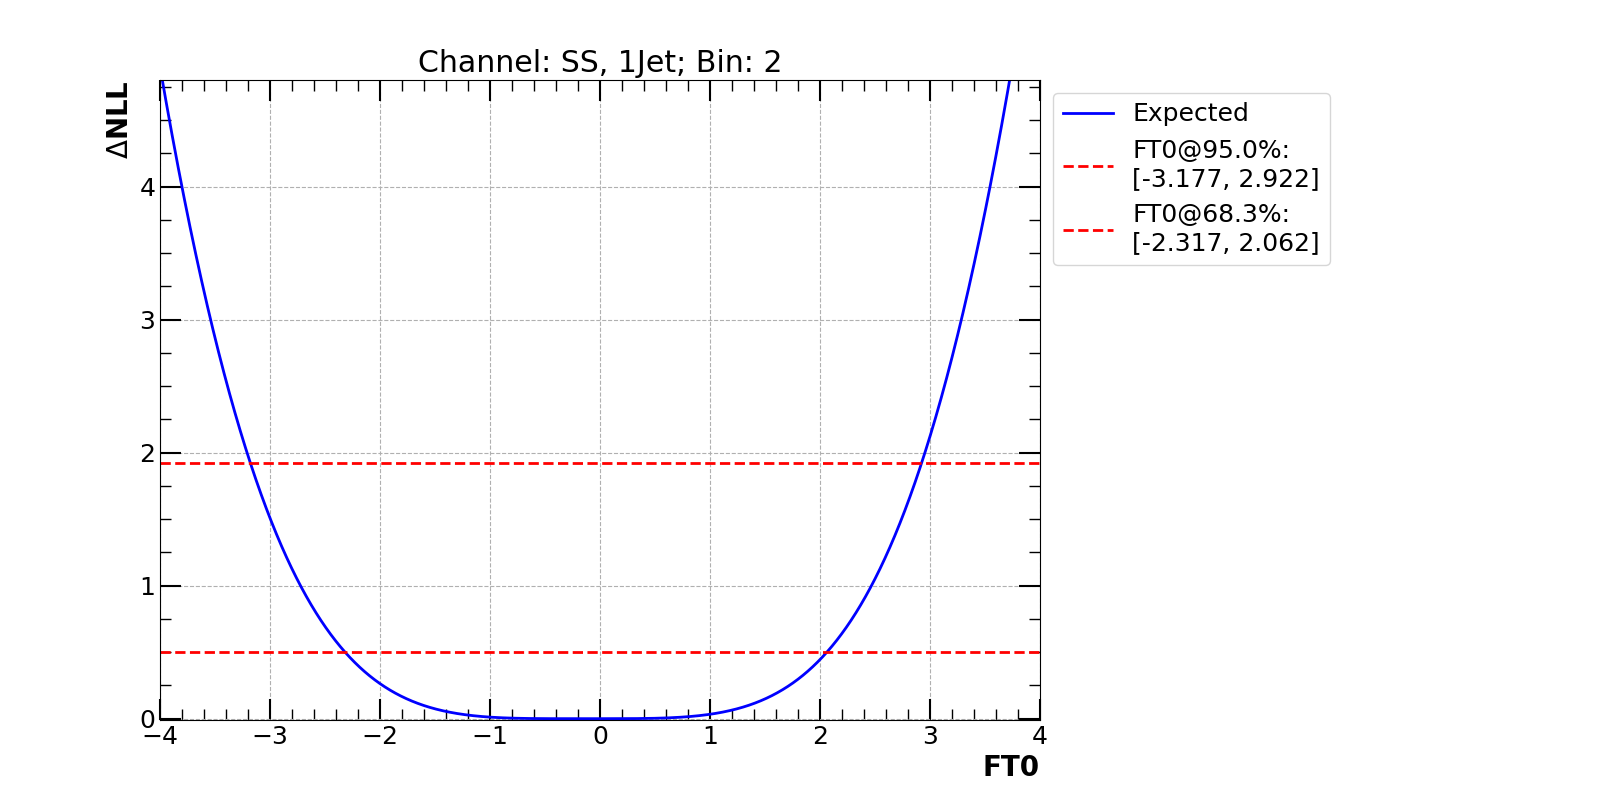 Channel: SS, 1Jet; Bin: 2
ΔNLL
4
3
2
1
0
−4
−3
−2
−1
0
1
2
3
4
FT0
Expected
FT0@95.0%:
[-3.177, 2.922]
FT0@68.3%:
[-2.317, 2.062]